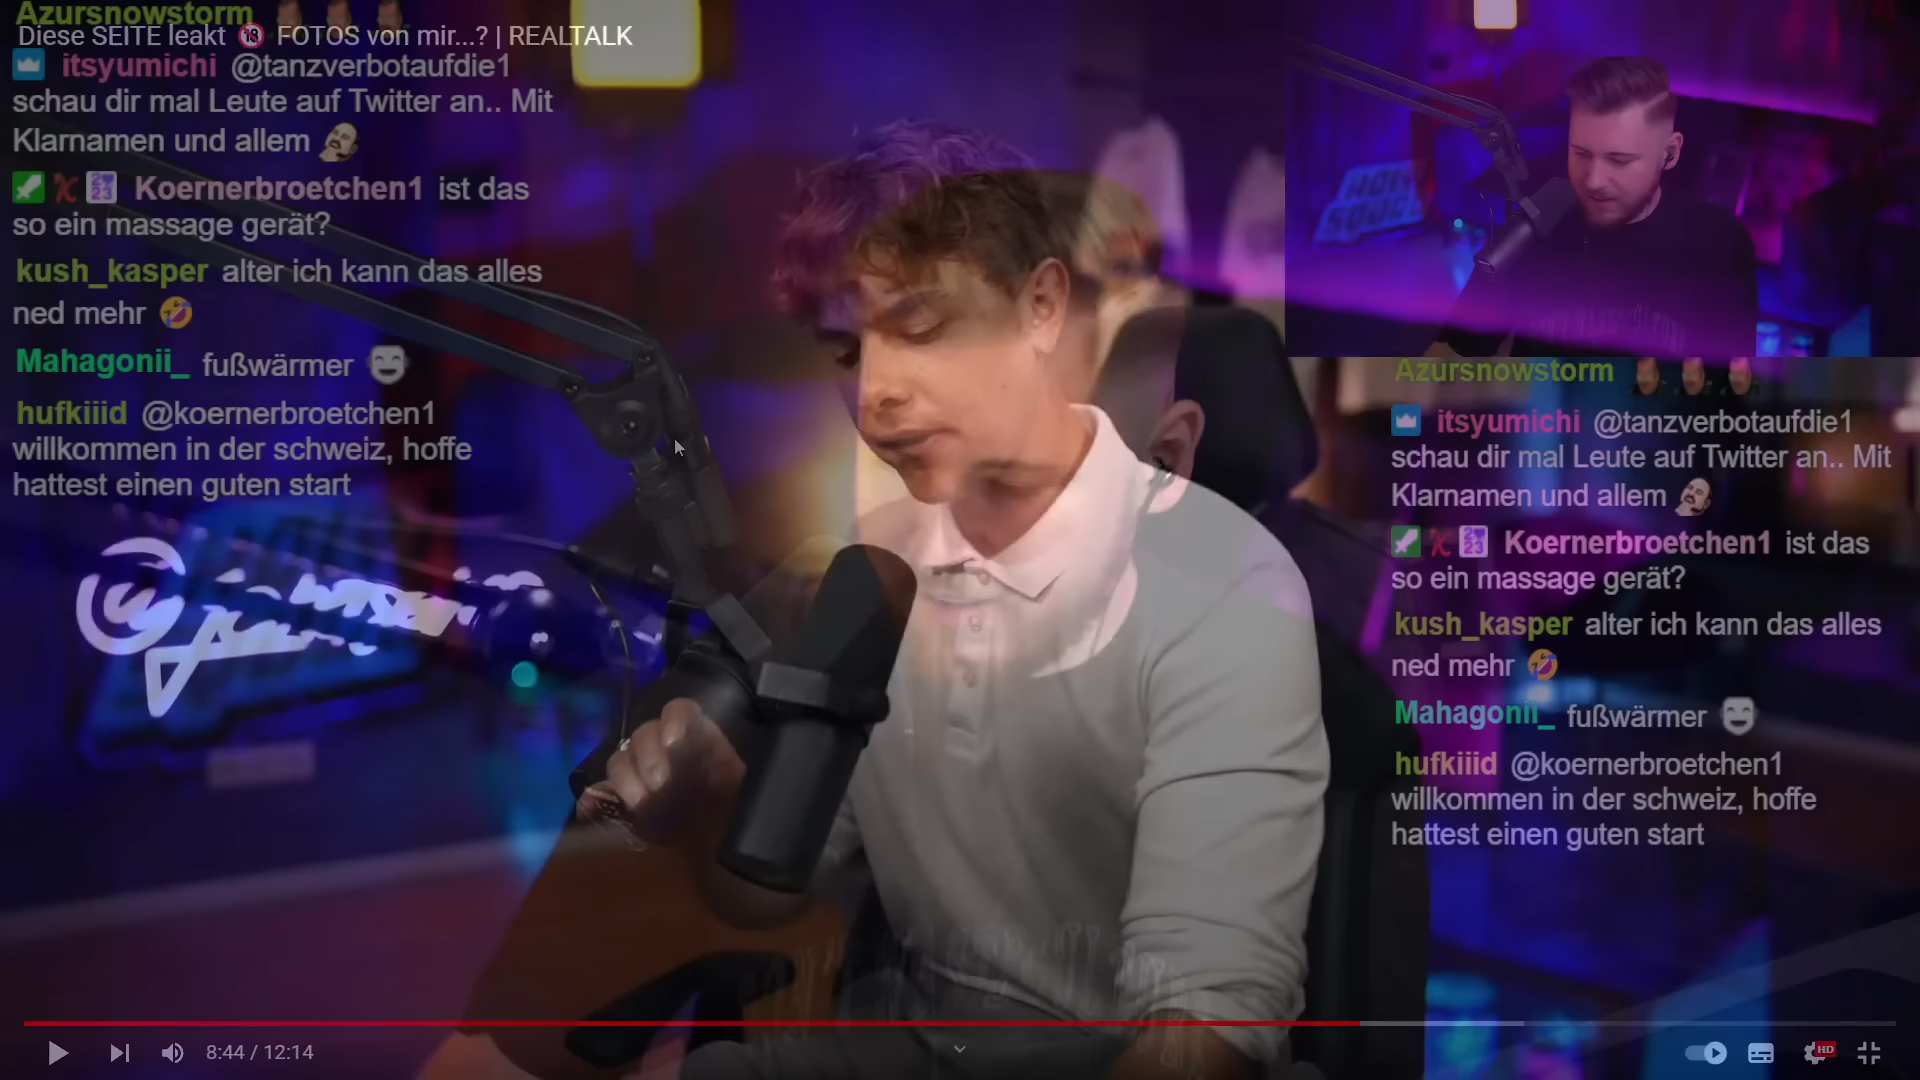 Azursnowstorm
Diese SEITE leakt 🔞 FOTOS von mir...? | REALTALK
itsyumichi @tanzverbotaufdie1
schau dir mal Leute auf Twitter an.. Mit
Klarnamen und allem
Koernerbroetchen1 ist das
so ein massage gerät?
kush_kasper alter ich kann das alles
ned mehr 🤣
Mahagonii_ fußwärmer
hufkiiid @koernerbroetchen1
willkommen in der schweiz, hoffe
hattest einen guten start
Azursnowstorm
itsyumichi @tanzverbotaufdie1
schau dir mal Leute auf Twitter an.. Mit
Klarnamen und allem
Koernerbroetchen1 ist das
so ein massage gerät?
kush_kasper alter ich kann das alles
ned mehr 🤣
Mahagonii_ fußwärmer
hufkiiid @koernerbroetchen1
willkommen in der schweiz, hoffe
hattest einen guten start
8:44 / 12:14
HD